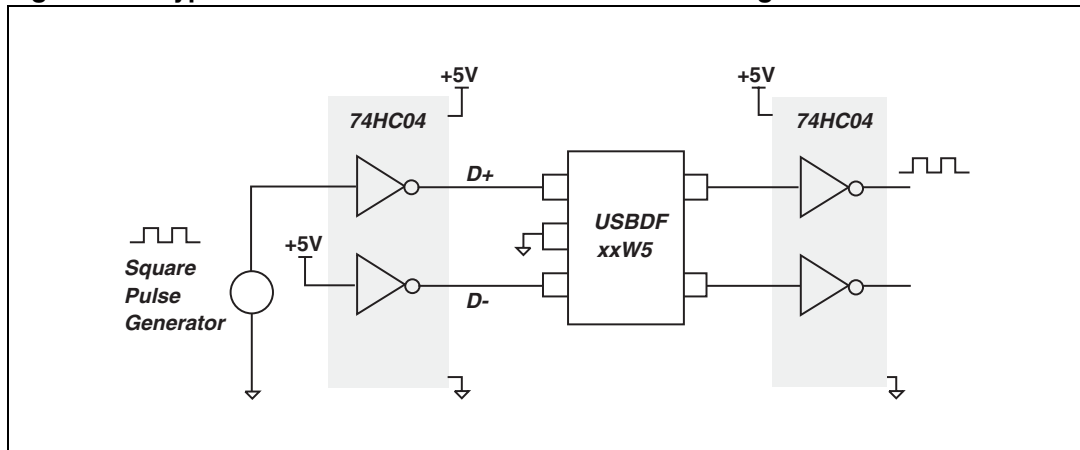 +5V
+5V
74HC04
74HC04
D+
USBDF
xxW5
+5V
Square
Pulse
Generator
D-